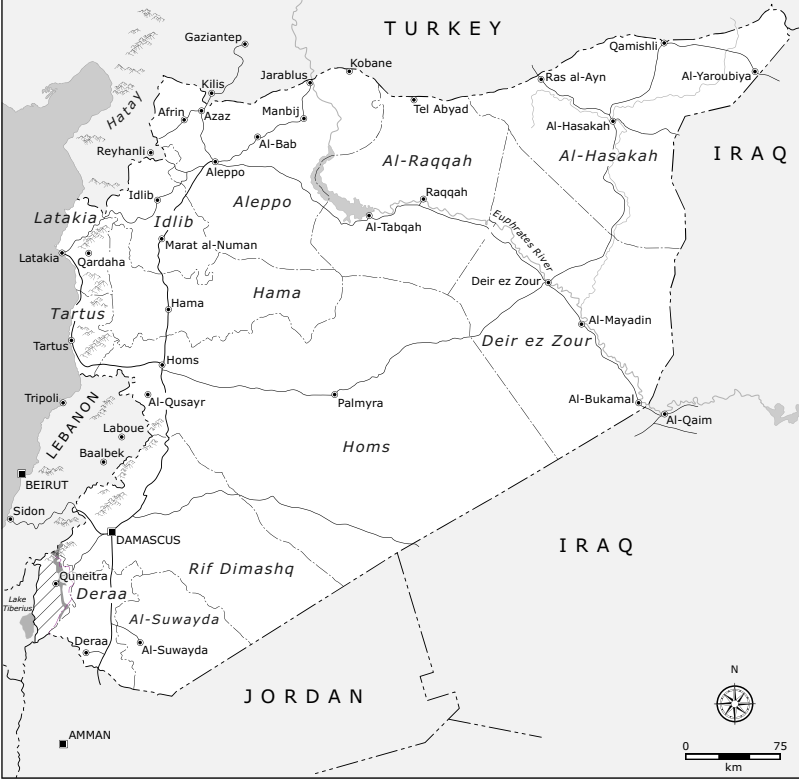 TURKEY
Gaziantep
Qamishli
Kobane
Jarablus
Ras al-Ayn
Al-Yaroubiya
Kilis
Hatay
Afrin
Azaz
Manbij
Tel Abyad
Al-Hasakah
Al-Bab
Reyhanli
Aleppo
Al-Raqqah
Al-Hasakah
IRAQ
Idlib
Aleppo
Raqqah
Latakia
Idlib
Al-Tabqah
Euphrates River
Marat al-Numan
Latakia
Qardaha
Deir ez Zour
Hama
Hama
Tartus
Al-Mayadin
Tartus
Deir ez Zour
Homs
Tripoli
LEBANON
Al-Qusayr
Palmyra
Al-Bukamal
Al-Qaim
Laboue
Homs
Baalbek
BEIRUT
Sidon
DAMASCUS
IRAQ
Rif Dimashq
Quneitra
Deraa
Lake
Tiberius
Al-Suwayda
Deraa
Al-Suwayda
JORDAN
N
AMMAN
0 75
km